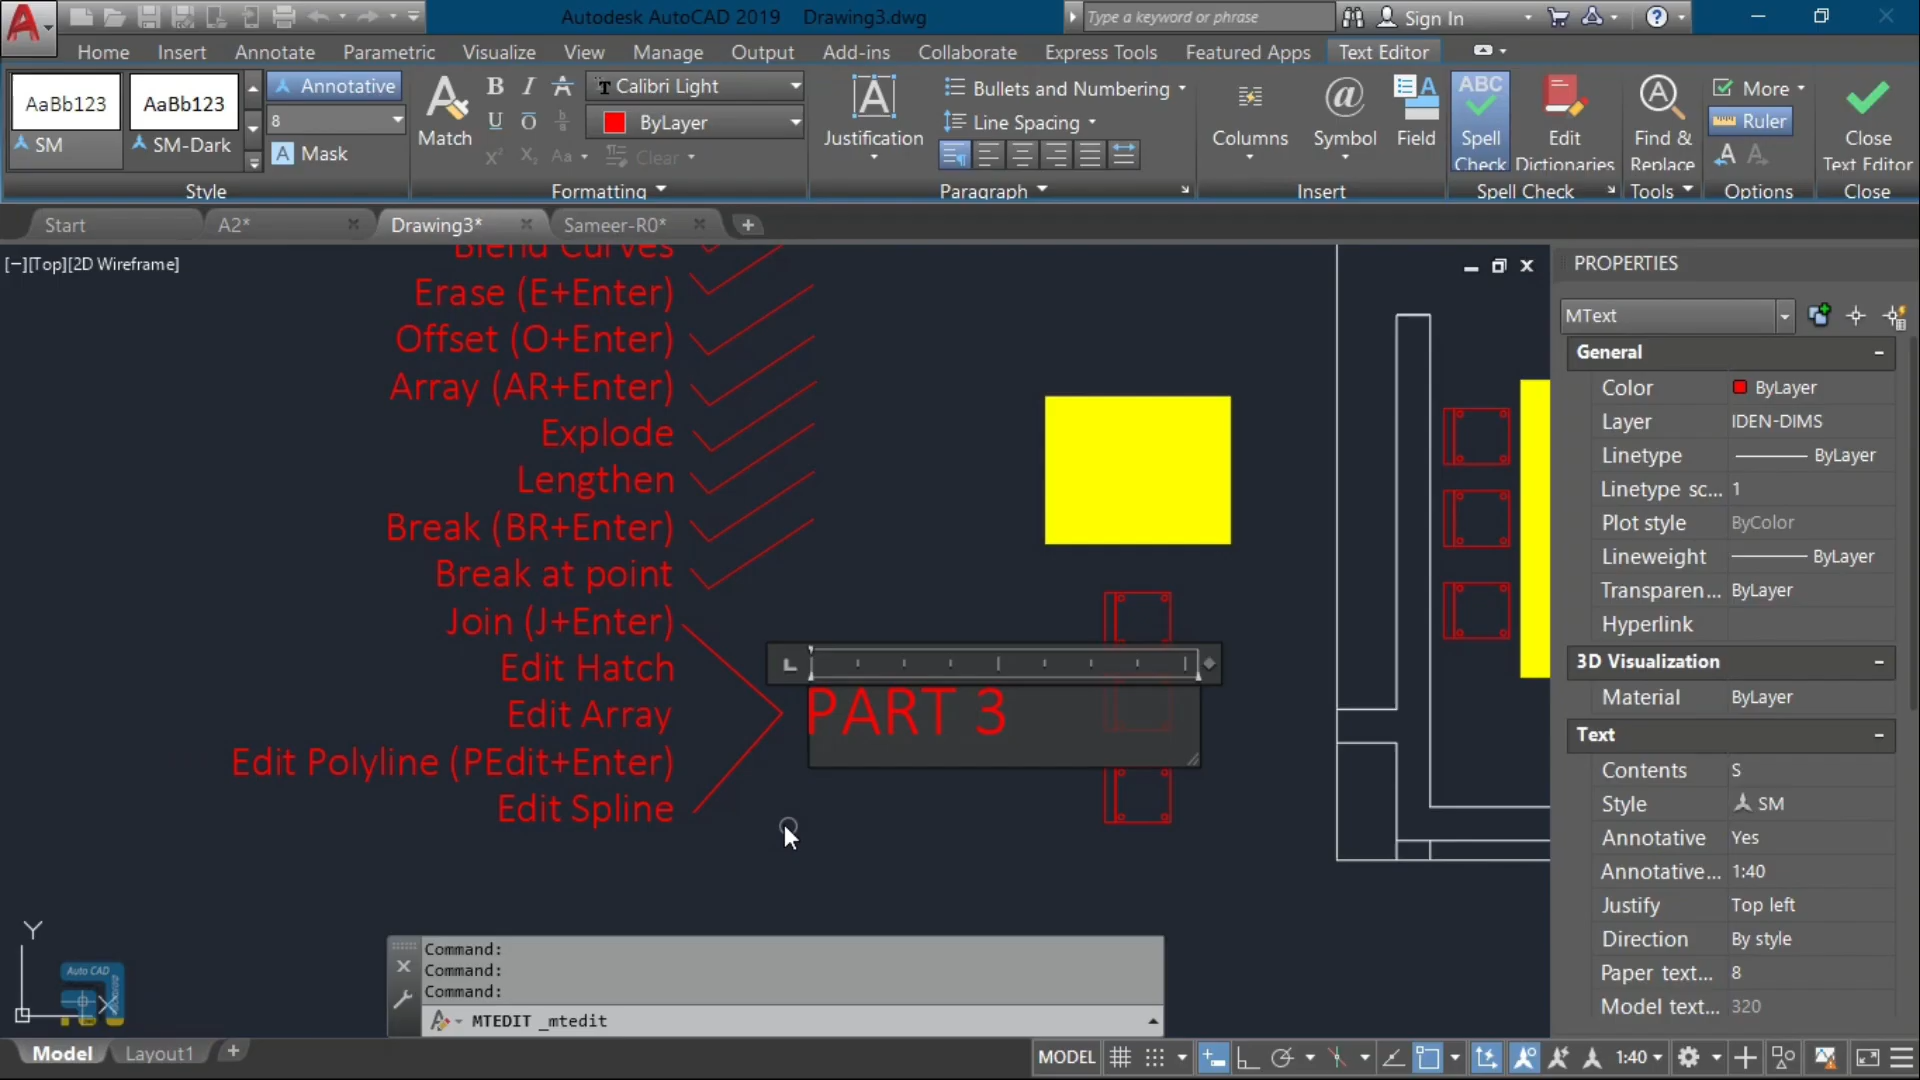 Autodesk AutoCAD 2019 Drawing3.dwg
Type a keyword or phrase
Sign In
Home Insert Annotate Parametric Visualize View Manage Output Add-ins Collaborate Express Tools Featured Apps Text Editor
AaBb123 AaBb123
SM SM-Dark
Annotative
8
Mask
Match
Calibri Light
ByLayer
Clear
Justification
Bullets and Numbering
Line Spacing
Columns
Symbol
Field
ABC
Spell
Check
Edit
Dictionaries
Find &
Replace
More
Ruler
Close
Text Editor
Style Formatting Paragraph Insert Spell Check Tools Options Close
Start A2* Drawing3* Sameer-R0*
[−][Top][2D Wireframe]
Blend Curves
Erase (E+Enter)
Offset (O+Enter)
Array (AR+Enter)
Explode
Lengthen
Break (BR+Enter)
Break at point
Join (J+Enter)
Edit Hatch
Edit Array
Edit Polyline (PEdit+Enter)
Edit Spline
PART 3
PROPERTIES
MText
General
Color ByLayer
Layer IDEN-DIMS
Linetype ByLayer
Linetype sc... 1
Plot style ByColor
Lineweight ByLayer
Transparen... ByLayer
Hyperlink
3D Visualization
Material ByLayer
Text
Contents S
Style SM
Annotative Yes
Annotative... 1:40
Justify Top left
Direction By style
Paper text... 8
Model text... 320
Y
X
Auto CAD
Command:
Command:
Command:
MTEDIT _mtedit
Model Layout1
MODEL 1:40